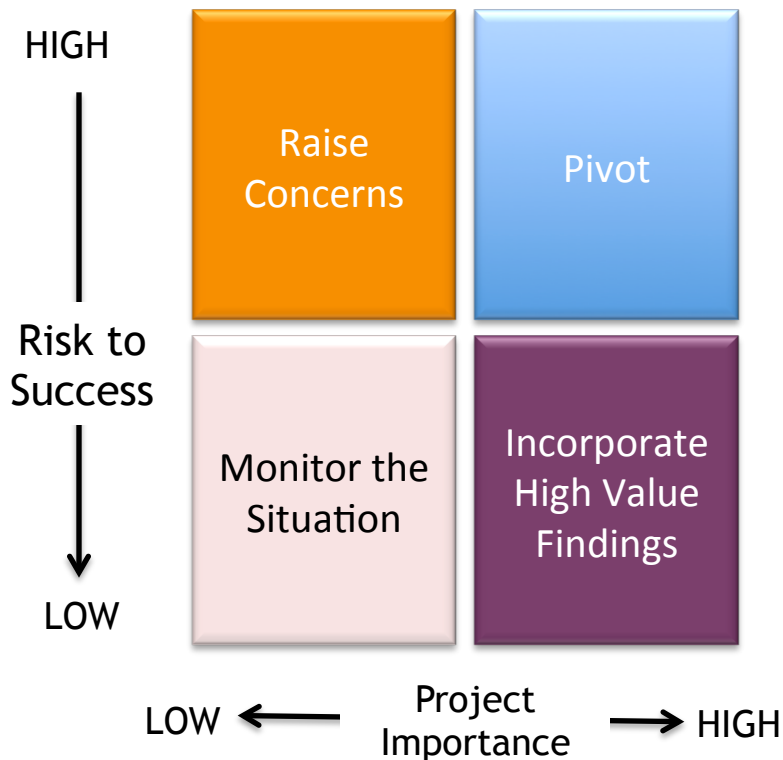 HIGH
Raise
Concerns
Pivot
Risk to
Success
Monitor the
Situation
Incorporate
High Value
Findings
LOW
LOW
Project
Importance
HIGH